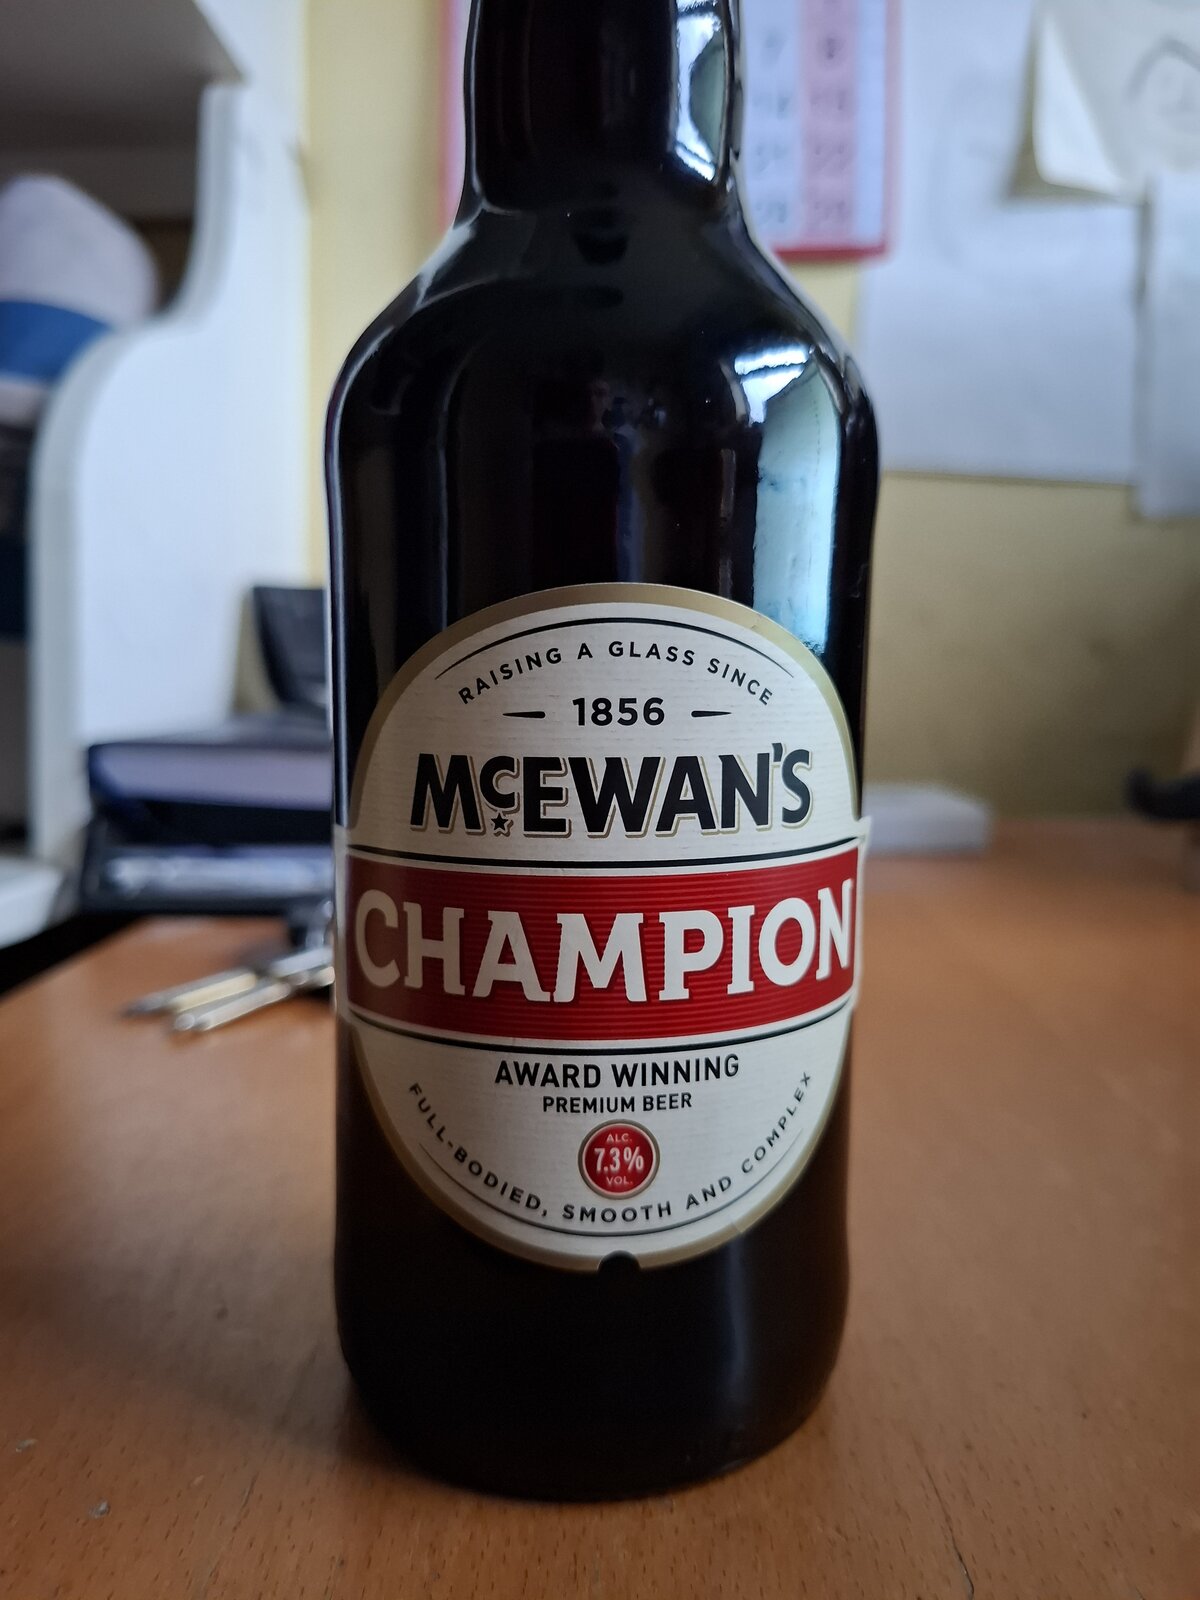 RAISING A GLASS SINCE
1856
McEWAN'S
CHAMPION
AWARD WINNING
PREMIUM BEER
ALC.
7.3%
VOL.
FULL-BODIED, SMOOTH AND COMPLEX